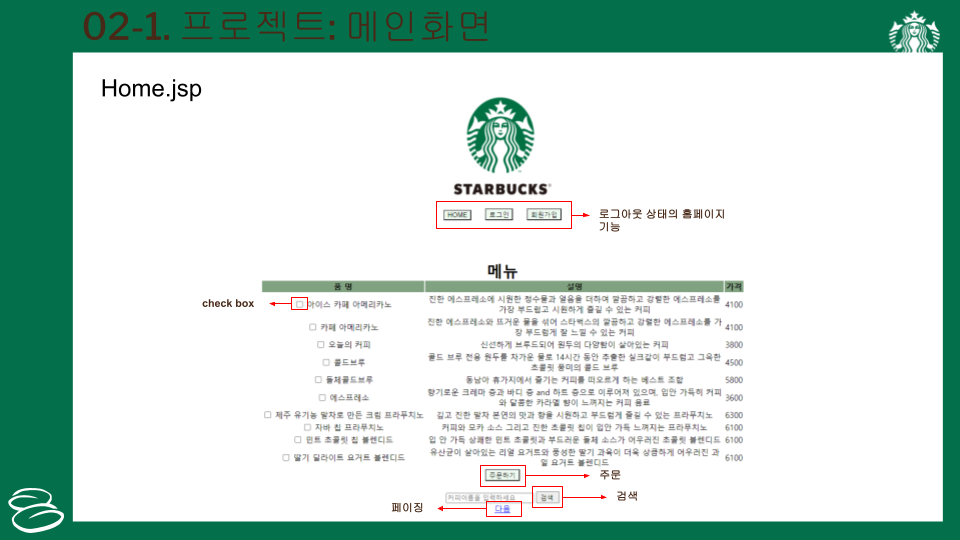 02-1. 프로젝트: 메인화면
Home.jsp
STARBUCKS
HOME 로그인 회원가입
로그아웃 상태의 홈페이지
기능
메뉴
품 명 설명 가격
check box
아이스 카페 아메리카노 진한 에스프레소에 시원한 정수물과 얼음을 더하여 깔끔하고 강렬한 에스프레소를
가장 부드럽고 시원하게 즐길 수 있는 커피 4100
카페 아메리카노 진한 에스프레소와 뜨거운 물을 섞어 스타벅스의 깔끔하고 강렬한 에스프레소를 가
장 부드럽게 잘 느낄 수 있는 커피 4100
오늘의 커피 신선하게 브루드되어 원두의 다양함이 살아있는 커피 3800
콜드브루 콜드 브루 전용 원두를 차가운 물로 14시간 동안 추출한 실크같이 부드럽고 그윽한
초콜릿 풍미의 콜드 브루 4500
돌체콜드브루 동남아 휴가지에서 즐기는 커피를 떠오르게 하는 베스트 조합 5800
에스프레소 향기로운 크레마 층과 바디 층 and 하트 층으로 이루어져 있으며, 입안 가득히 커피
와 달콤한 카라멜 향이 느껴지는 커피 음료 3600
제주 유기농 말차로 만든 크림 프라푸치노 깊고 진한 말차 본연의 맛과 향을 시원하고 부드럽게 즐길 수 있는 프라푸치노 6300
자바 칩 프라푸치노 커피와 모카 소스 그리고 진한 초콜릿 칩이 입안 가득 느껴지는 프라푸치노 6100
민트 초콜릿 칩 블렌디드 입 안 가득 상쾌한 민트 초콜릿과 부드러운 돌체 소스가 어우러진 초콜릿 블렌디드 6100
딸기 딜라이트 요거트 블렌디드 유산균이 살아있는 리얼 요거트와 풍성한 딸기 과육이 더욱 상큼하게 어우러진 과
일 요거트 블렌디드 6100
주문하기 주문
커피이름을 입력하세요 검색 검색
페이징 다음